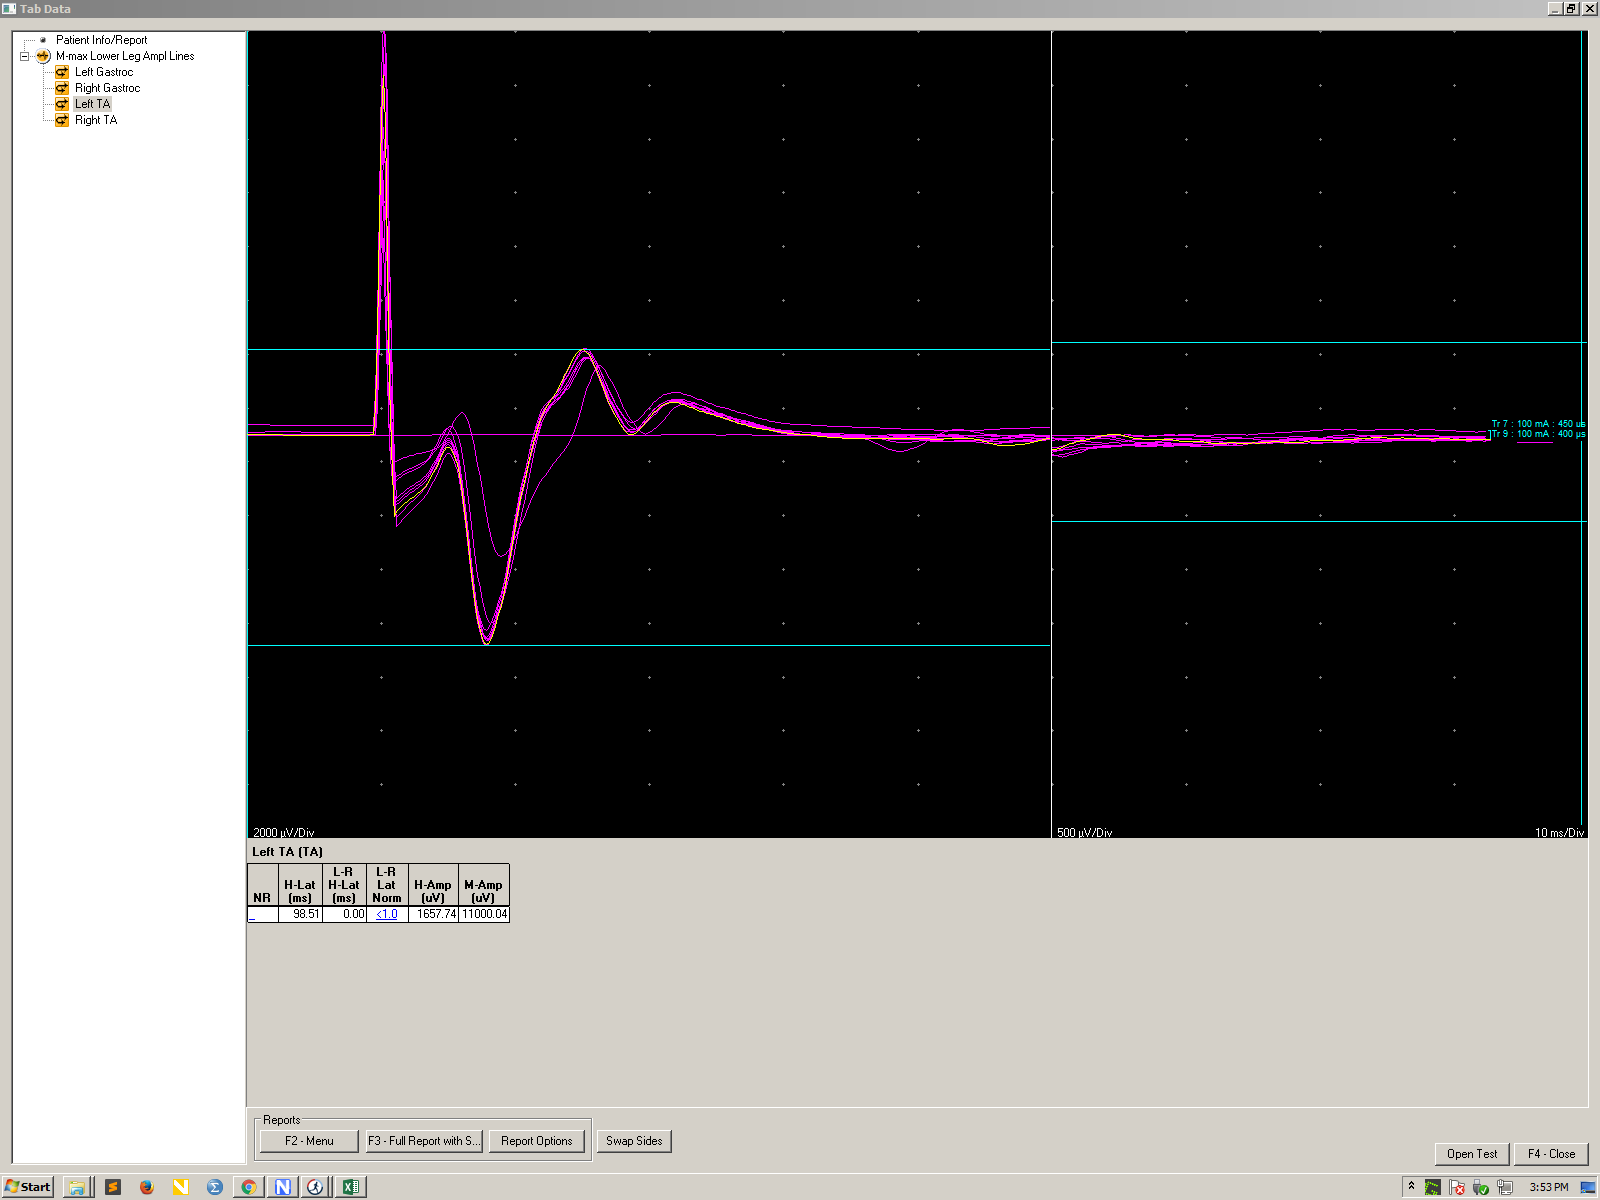 Tab Data
Patient Info/Report
M-max Lower Leg Ampl Lines
Left Gastroc
Right Gastroc
Left TA
Right TA
Tr 7 : 100 mA : 450 us
Tr 9 : 100 mA : 400 µs
2000 µV/Div
500 µV/Div
10 ms/Div
Left TA (TA)
NR H-Lat (ms) L-R H-Lat (ms) L-R Lat Norm H-Amp (uV) M-Amp (uV)
_ 98.51 0.00 <1.0 1657.74 11000.04
Reports
F2 - Menu
F3 - Full Report with S...
Report Options
Swap Sides
Open Test
F4 - Close
Start
3:53 PM